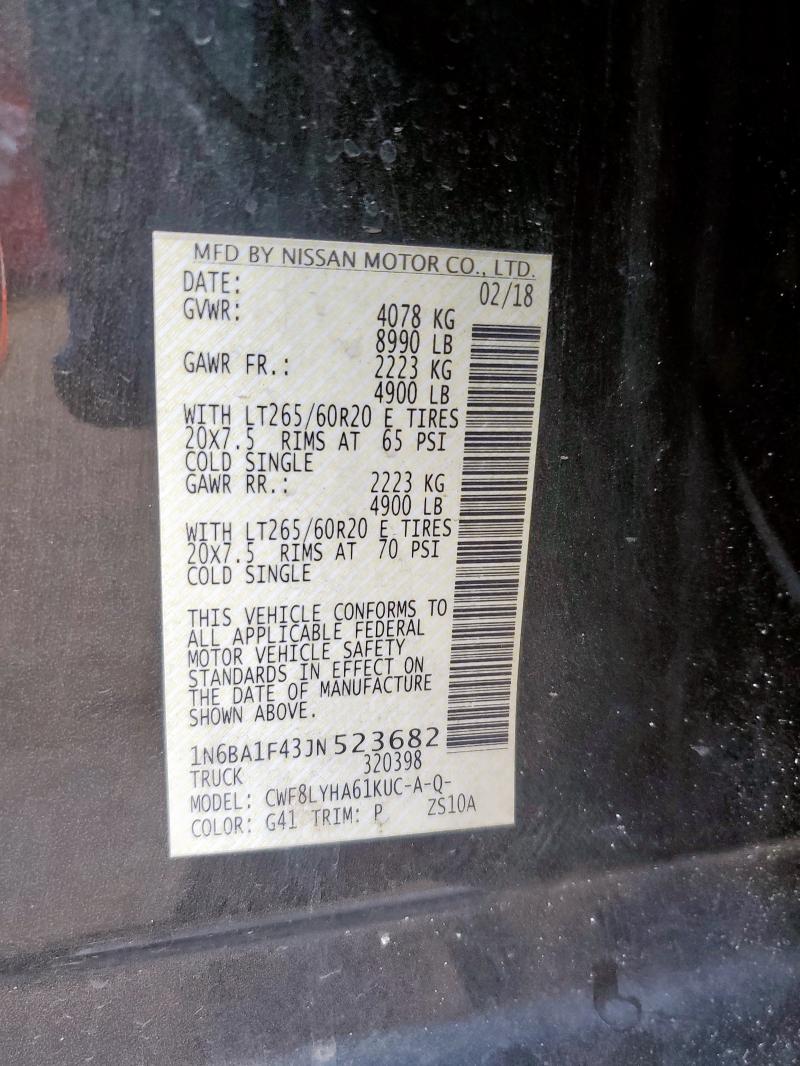 MFD BY NISSAN MOTOR CO., LTD.
DATE: 02/18
GVWR: 4078 KG
8990 LB
GAWR FR.: 2223 KG
4900 LB
WITH LT265/60R20 E TIRES
20X7.5 RIMS AT 65 PSI
COLD SINGLE
GAWR RR.: 2223 KG
4900 LB
WITH LT265/60R20 E TIRES
20X7.5 RIMS AT 70 PSI
COLD SINGLE
THIS VEHICLE CONFORMS TO
ALL APPLICABLE FEDERAL
MOTOR VEHICLE SAFETY
STANDARDS IN EFFECT ON
THE DATE OF MANUFACTURE
SHOWN ABOVE.
1N6BA1F43JN523682
TRUCK 320398
MODEL: CWF8LYHA61KUC-A-Q-
COLOR: G41 TRIM: P ZS10A